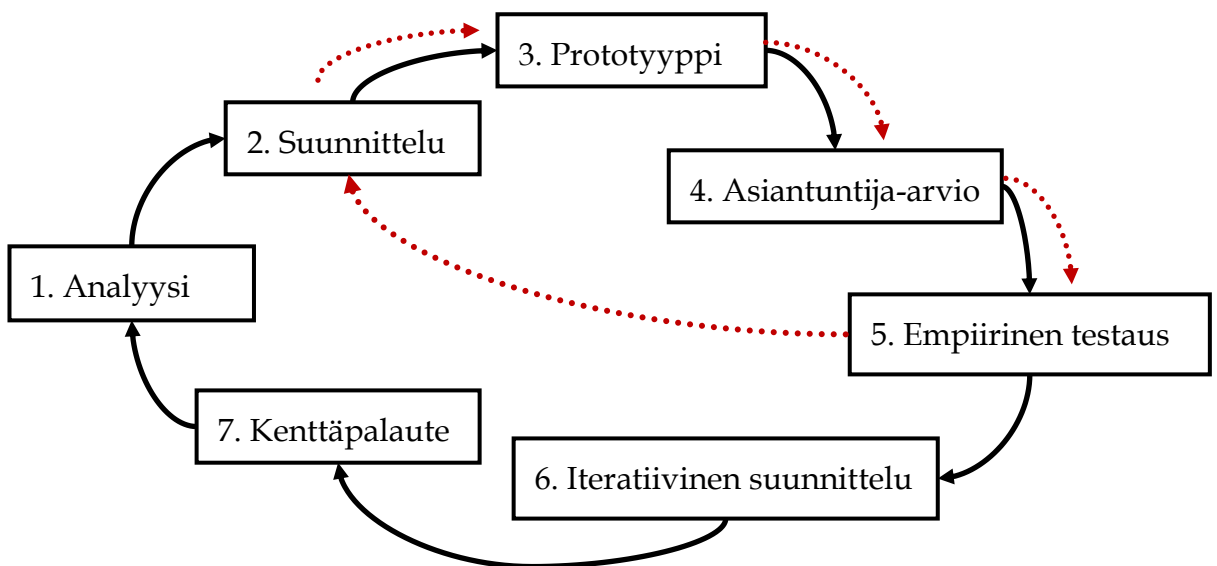 1. Analyysi
2. Suunnittelu
3. Prototyyppi
4. Asiantuntija-arvio
5. Empiirinen testaus
6. Iteratiivinen suunnittelu
7. Kenttäpalaute